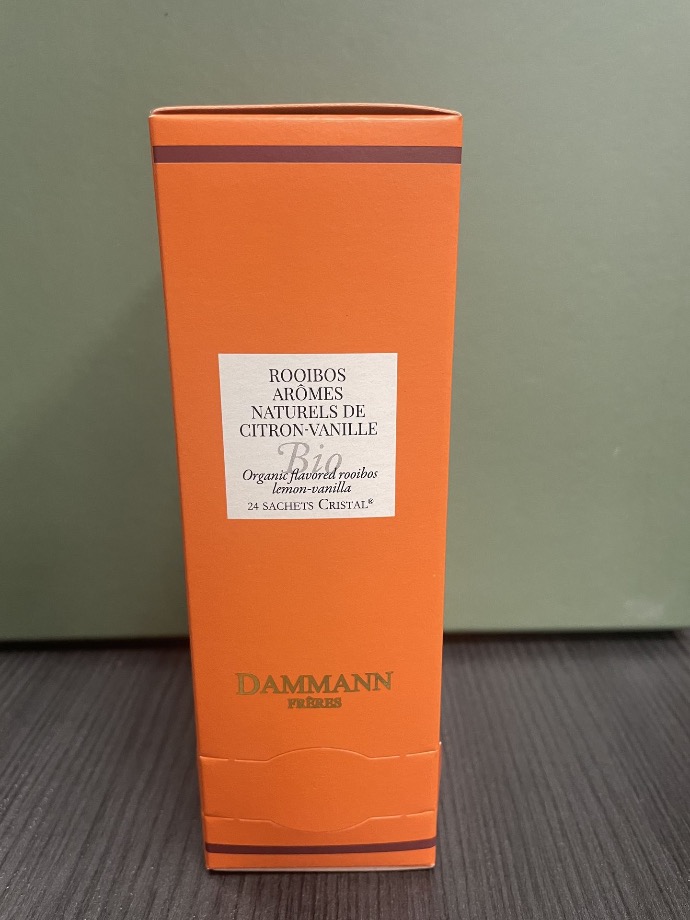 ROOIBOS
ARÔMES
NATURELS DE
CITRON-VANILLE
Bio
Organic flavored rooibos
lemon-vanilla
24 SACHETS CRISTAL®
DAMMANN
FRÈRES